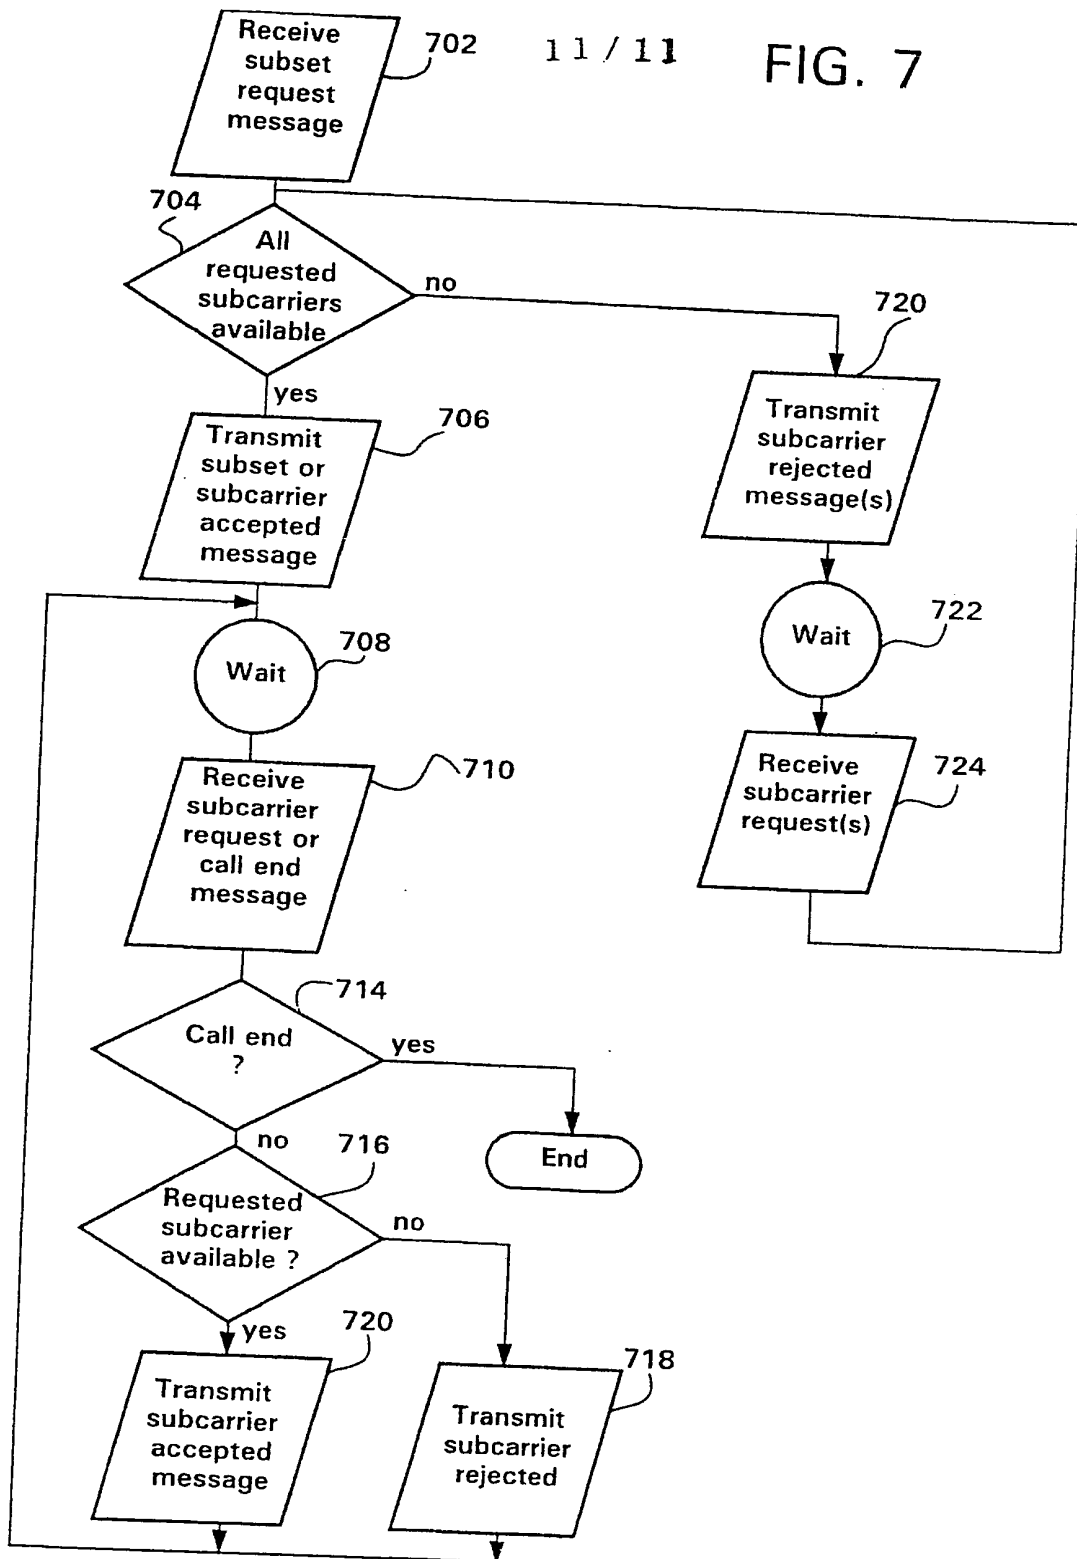 Receive
subset
request
message
702
11/11
FIG. 7
704
All
requested
subcarriers
available
no
yes
720
Transmit
subcarrier
rejected
message(s)
706
Transmit
subset or
subcarrier
accepted
message
722
Wait
708
Wait
724
Receive
subcarrier
request(s)
710
Receive
subcarrier
request or
call end
message
714
Call end
?
yes
no
End
716
Requested
subcarrier
available ?
no
yes
720
Transmit
subcarrier
accepted
message
718
Transmit
subcarrier
rejected